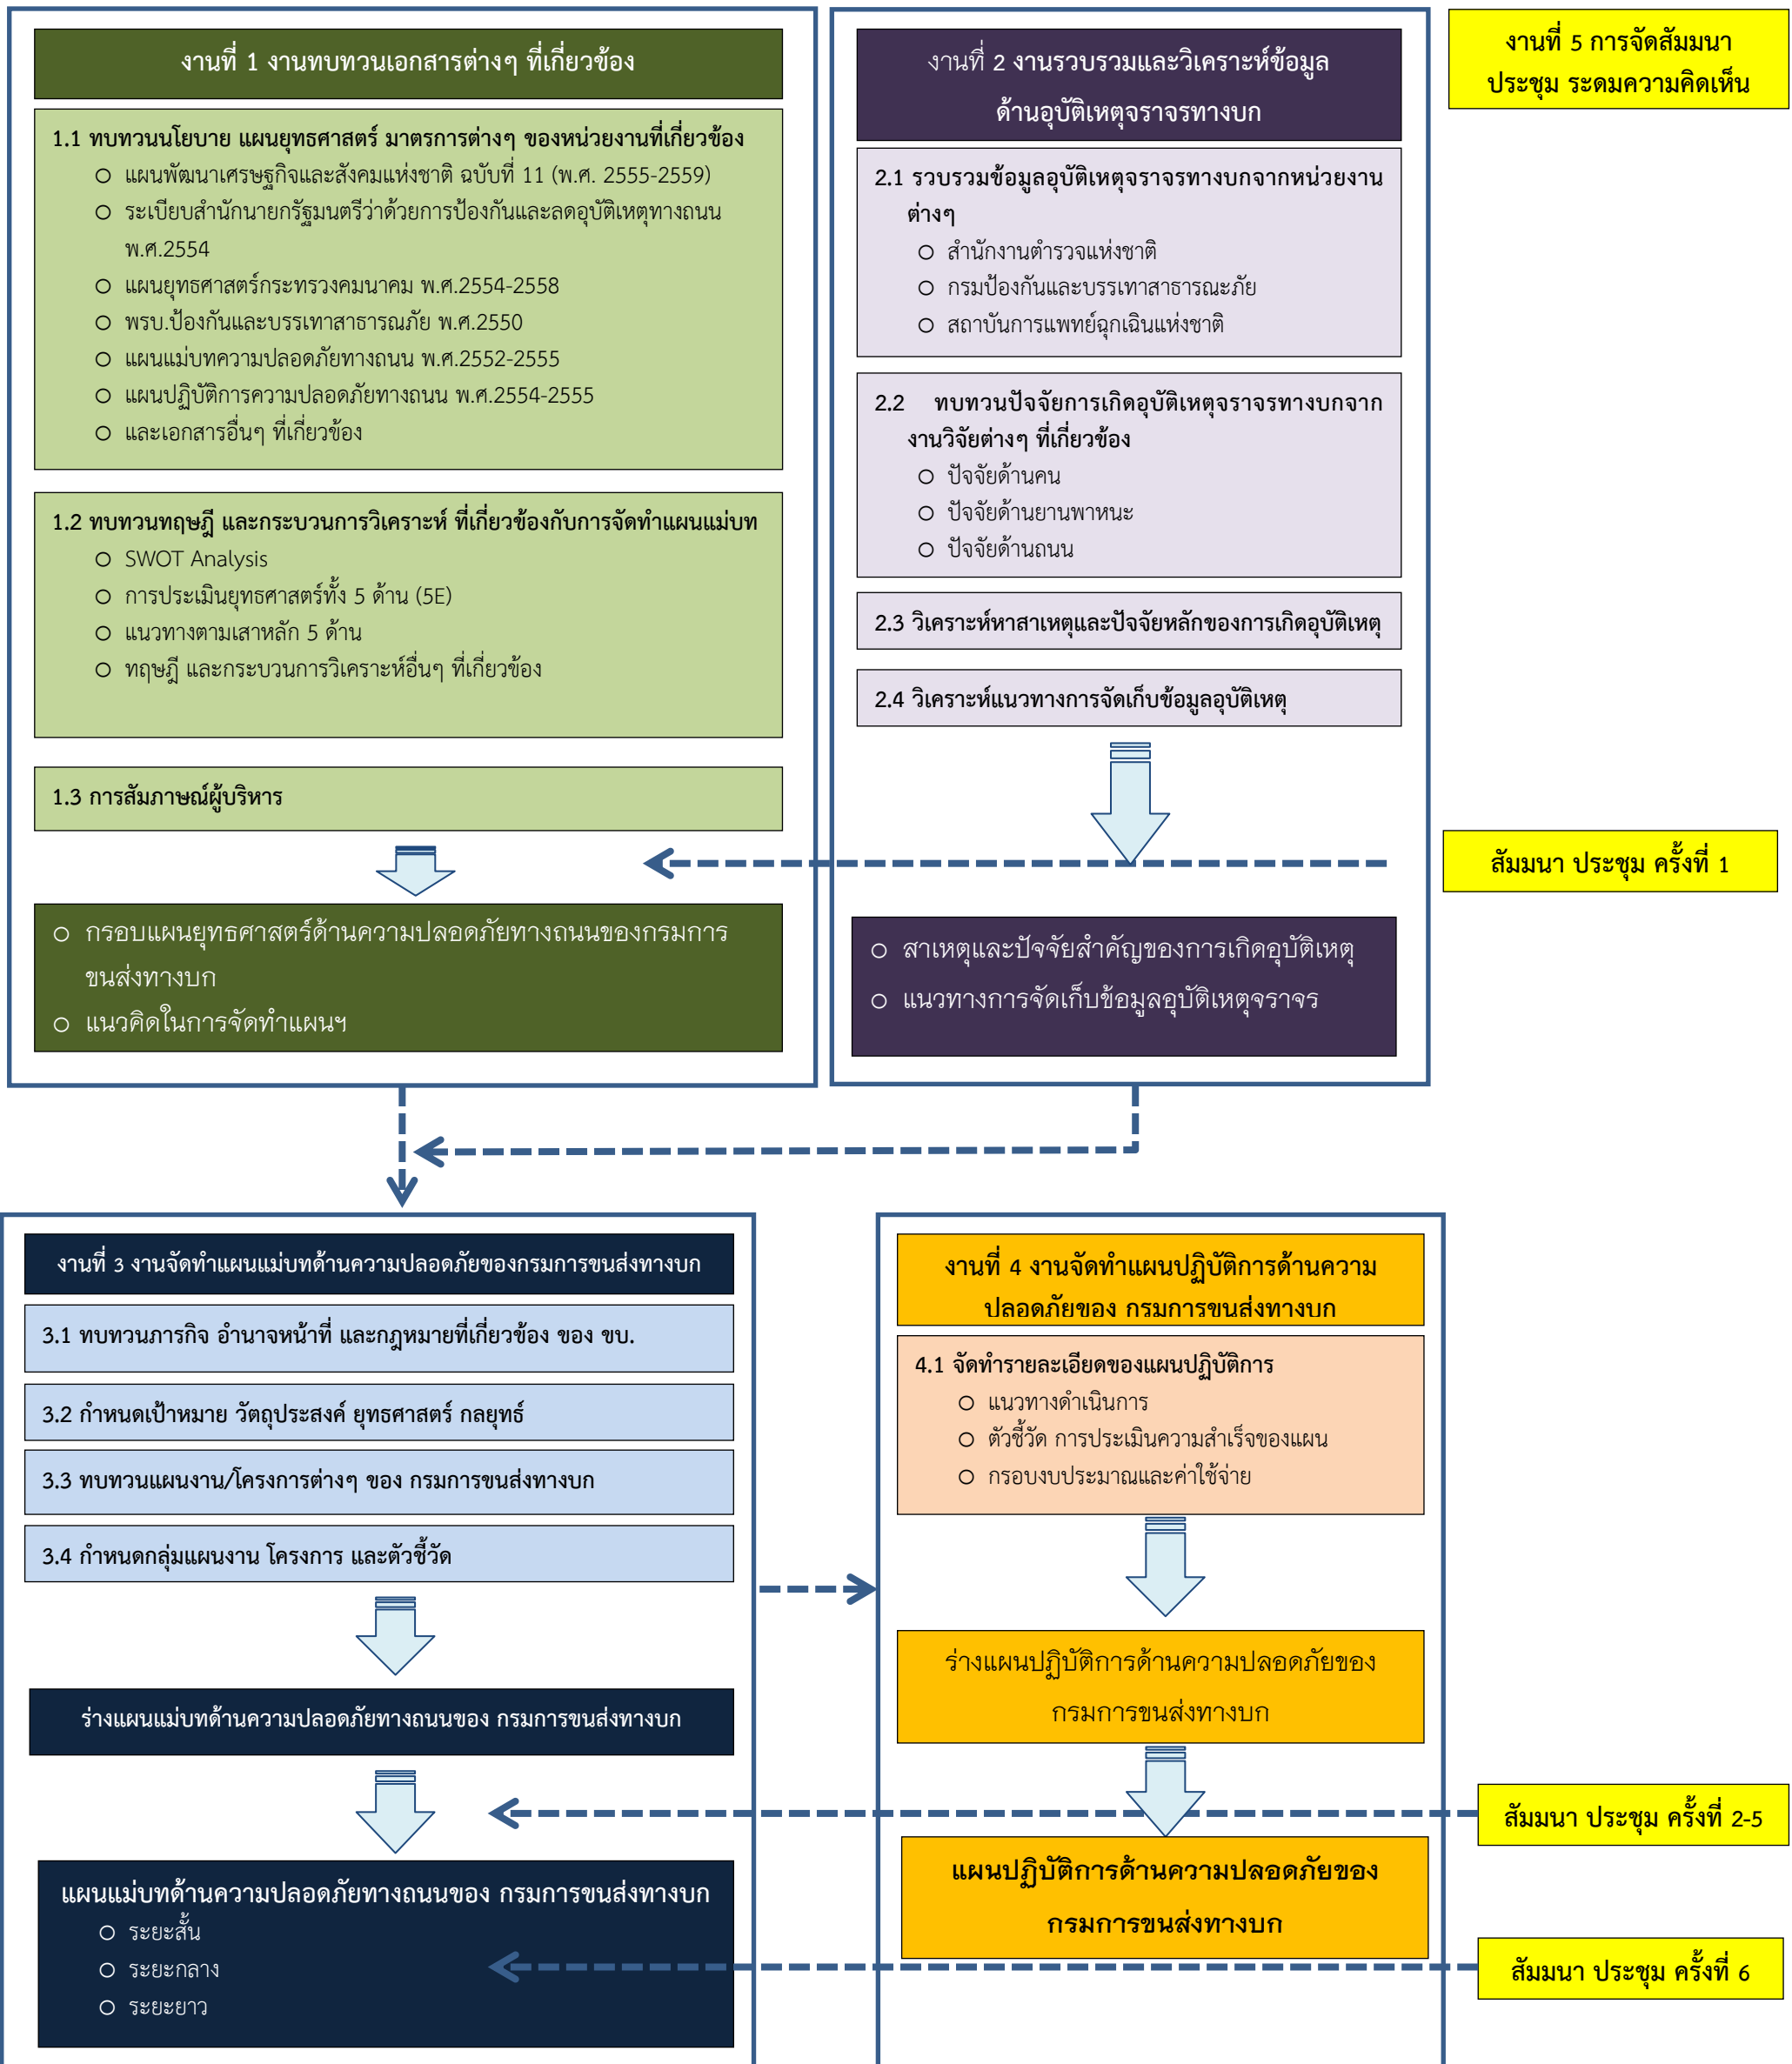 งานที่ 1 งานทบทวนเอกสารต่างๆ ที่เกี่ยวข้อง
1.1 ทบทวนนโยบาย แผนยุทธศาสตร์ มาตรการต่างๆ ของหน่วยงานที่เกี่ยวข้อง
แผนพัฒนาเศรษฐกิจและสังคมแห่งชาติ ฉบับที่ 11 (พ.ศ. 2555-2559)
ระเบียบสำนักนายกรัฐมนตรีว่าด้วยการป้องกันและลดอุบัติเหตุทางถนน
พ.ศ.2554
แผนยุทธศาสตร์กระทรวงคมนาคม พ.ศ.2554-2558
พรบ.ป้องกันและบรรเทาสาธารณภัย พ.ศ.2550
แผนแม่บทความปลอดภัยทางถนน พ.ศ.2552-2555
แผนปฏิบัติการความปลอดภัยทางถนน พ.ศ.2554-2555
และเอกสารอื่นๆ ที่เกี่ยวข้อง
1.2 ทบทวนทฤษฎี และกระบวนการวิเคราะห์ ที่เกี่ยวข้องกับการจัดทำแผนแม่บท
SWOT Analysis
การประเมินยุทธศาสตร์ทั้ง 5 ด้าน (5E)
แนวทางตามเสาหลัก 5 ด้าน
ทฤษฎี และกระบวนการวิเคราะห์อื่นๆ ที่เกี่ยวข้อง
1.3 การสัมภาษณ์ผู้บริหาร
กรอบแผนยุทธศาสตร์ด้านความปลอดภัยทางถนนของกรมการ
ขนส่งทางบก
แนวคิดในการจัดทำแผนฯ
งานที่ 2 งานรวบรวมและวิเคราะห์ข้อมูล
ด้านอุบัติเหตุจราจรทางบก
2.1 รวบรวมข้อมูลอุบัติเหตุจราจรทางบกจากหน่วยงาน
ต่างๆ
สำนักงานตำรวจแห่งชาติ
กรมป้องกันและบรรเทาสาธารณะภัย
สถาบันการแพทย์ฉุกเฉินแห่งชาติ
2.2 ทบทวนปัจจัยการเกิดอุบัติเหตุจราจรทางบกจาก
งานวิจัยต่างๆ ที่เกี่ยวข้อง
ปัจจัยด้านคน
ปัจจัยด้านยานพาหนะ
ปัจจัยด้านถนน
2.3 วิเคราะห์หาสาเหตุและปัจจัยหลักของการเกิดอุบัติเหตุ
2.4 วิเคราะห์แนวทางการจัดเก็บข้อมูลอุบัติเหตุ
สาเหตุและปัจจัยสำคัญของการเกิดอุบัติเหตุ
แนวทางการจัดเก็บข้อมูลอุบัติเหตุจราจร
งานที่ 5 การจัดสัมมนา
ประชุม ระดมความคิดเห็น
สัมมนา ประชุม ครั้งที่ 1
งานที่ 3 งานจัดทำแผนแม่บทด้านความปลอดภัยของกรมการขนส่งทางบก
3.1 ทบทวนภารกิจ อำนาจหน้าที่ และกฎหมายที่เกี่ยวข้อง ของ ขบ.
3.2 กำหนดเป้าหมาย วัตถุประสงค์ ยุทธศาสตร์ กลยุทธ์
3.3 ทบทวนแผนงาน/โครงการต่างๆ ของ กรมการขนส่งทางบก
3.4 กำหนดกลุ่มแผนงาน โครงการ และตัวชี้วัด
ร่างแผนแม่บทด้านความปลอดภัยทางถนนของ กรมการขนส่งทางบก
แผนแม่บทด้านความปลอดภัยทางถนนของ กรมการขนส่งทางบก
ระยะสั้น
ระยะกลาง
ระยะยาว
งานที่ 4 งานจัดทำแผนปฏิบัติการด้านความ
ปลอดภัยของ กรมการขนส่งทางบก
4.1 จัดทำรายละเอียดของแผนปฏิบัติการ
แนวทางดำเนินการ
ตัวชี้วัด การประเมินความสำเร็จของแผน
กรอบงบประมาณและค่าใช้จ่าย
ร่างแผนปฏิบัติการด้านความปลอดภัยของ
กรมการขนส่งทางบก
แผนปฏิบัติการด้านความปลอดภัยของ
กรมการขนส่งทางบก
สัมมนา ประชุม ครั้งที่ 2-5
สัมมนา ประชุม ครั้งที่ 6